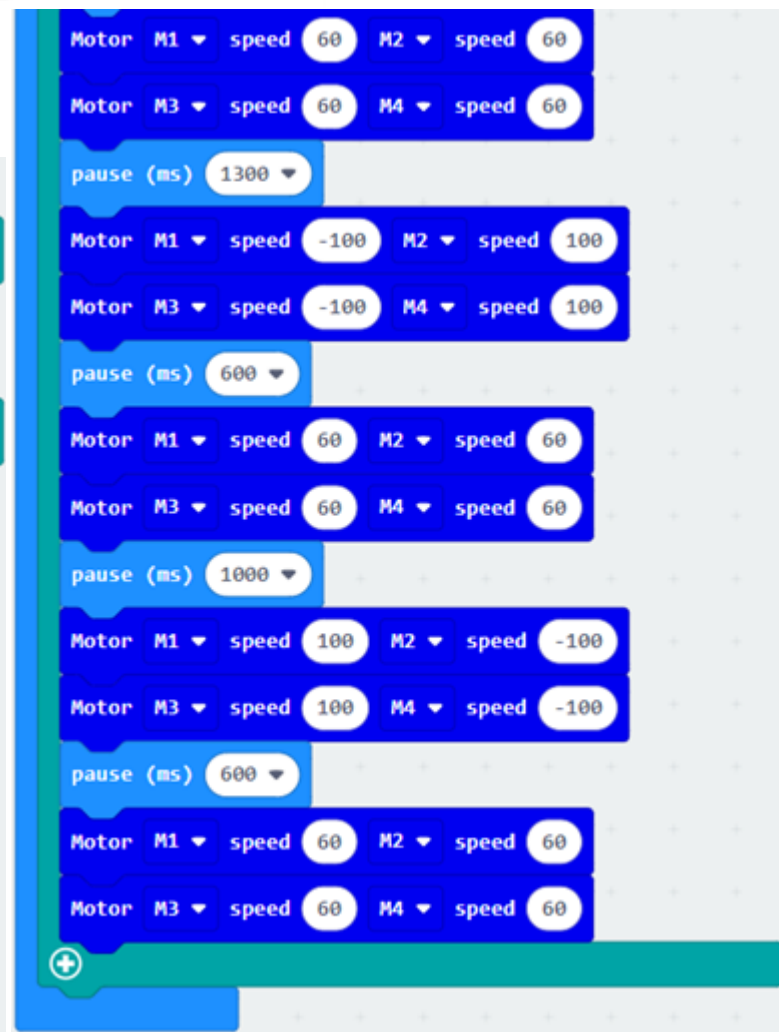 Motor M1 speed 60 M2 speed 60
Motor M3 speed 60 M4 speed 60
pause (ms) 1300
Motor M1 speed -100 M2 speed 100
Motor M3 speed -100 M4 speed 100
pause (ms) 600
Motor M1 speed 60 M2 speed 60
Motor M3 speed 60 M4 speed 60
pause (ms) 1000
Motor M1 speed 100 M2 speed -100
Motor M3 speed 100 M4 speed -100
pause (ms) 600
Motor M1 speed 60 M2 speed 60
Motor M3 speed 60 M4 speed 60